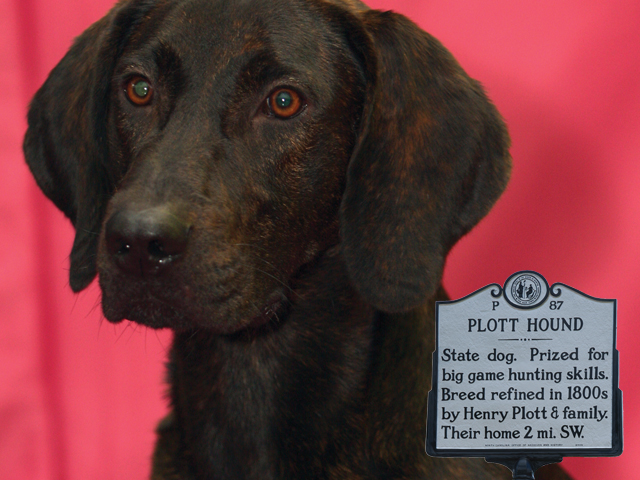 P 87
PLOTT HOUND
State dog. Prized for
big game hunting skills.
Breed refined in 1800s
by Henry Plott & family.
Their home 2 mi. SW.